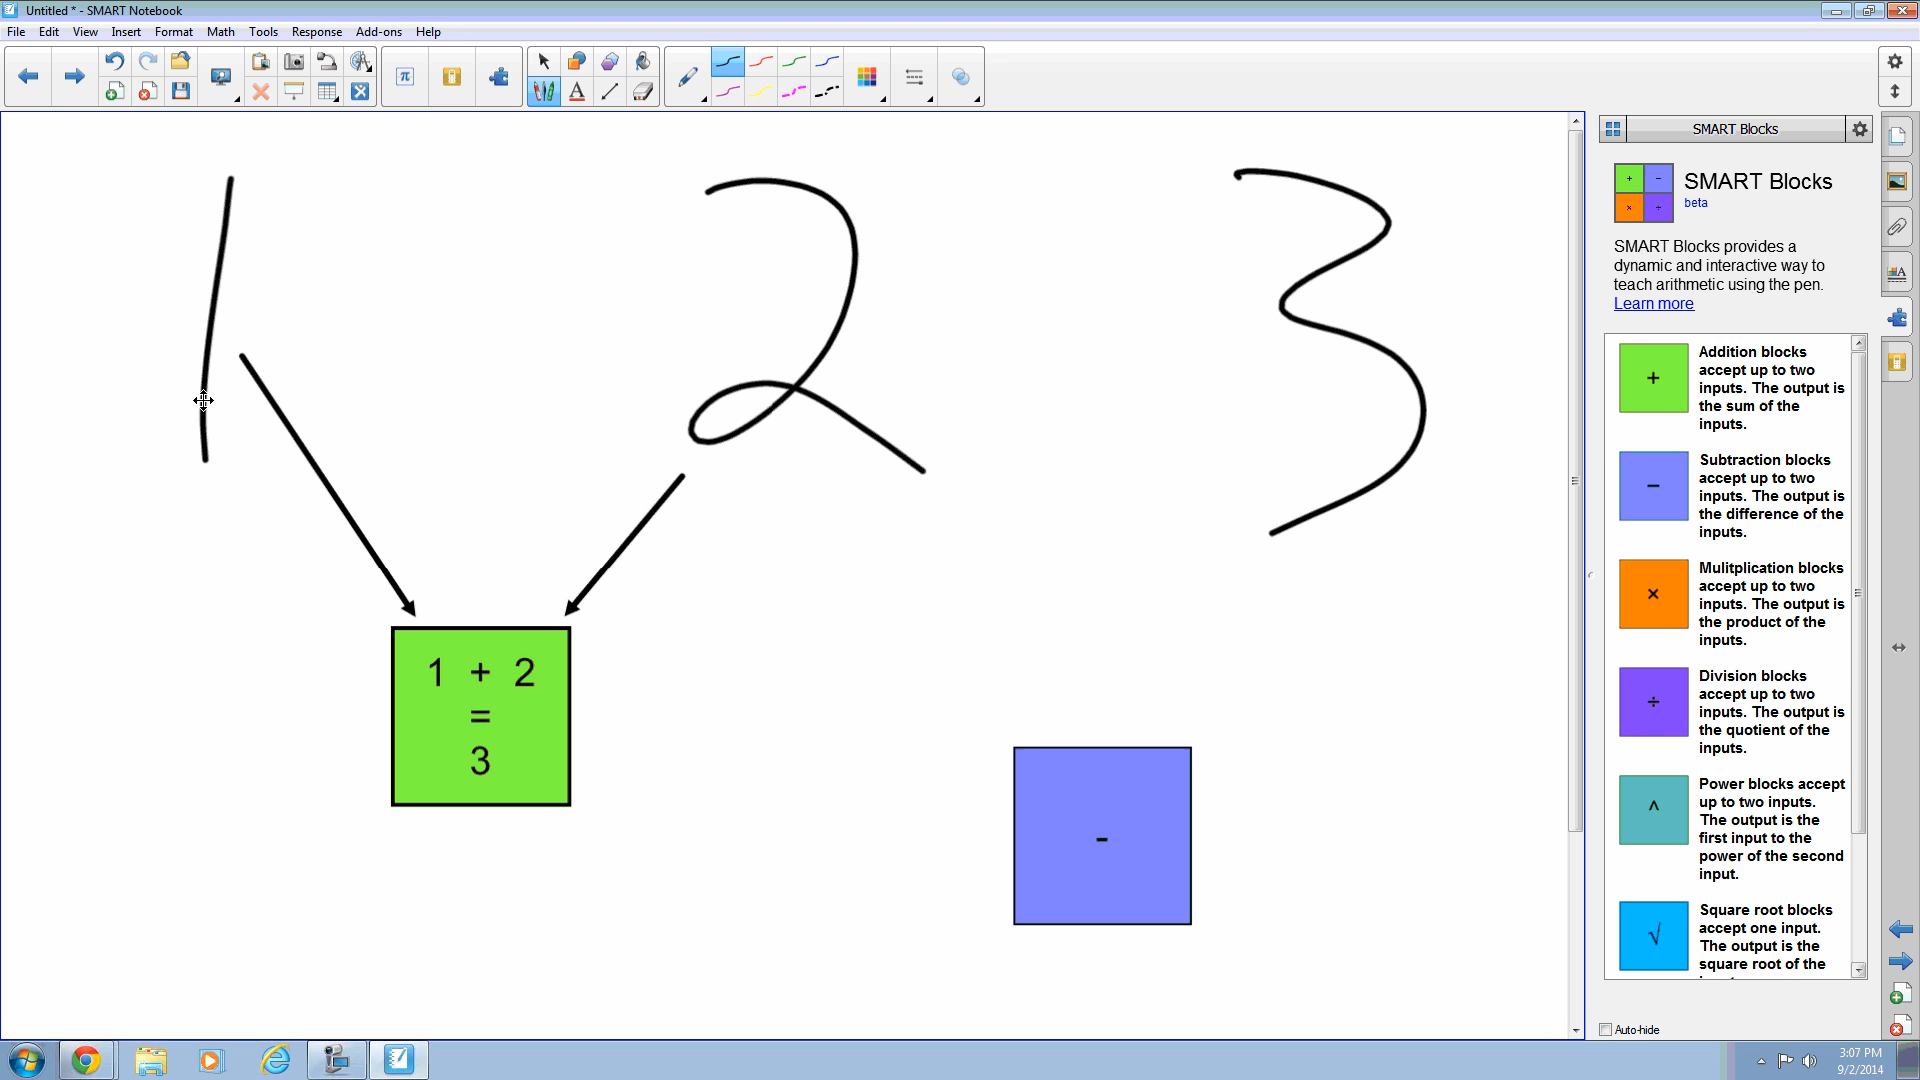 Untitled * - SMART Notebook
File Edit View Insert Format Math Tools Response Add-ons Help
π
A
SMART Blocks
+ -
× ÷
SMART Blocks
beta
SMART Blocks provides a
dynamic and interactive way to
teach arithmetic using the pen.
Learn more
1 2 3
1 + 2
=
3
-
+
Addition blocks
accept up to two
inputs. The output is
the sum of the
inputs.
−
Subtraction blocks
accept up to two
inputs. The output is
the difference of the
inputs.
×
Mulitplication blocks
accept up to two
inputs. The output is
the product of the
inputs.
÷
Division blocks
accept up to two
inputs. The output is
the quotient of the
inputs.
^
Power blocks accept
up to two inputs.
The output is the
first input to the
power of the second
input.
√
Square root blocks
accept one input.
The output is the
square root of the
Auto-hide
3:07 PM
9/2/2014